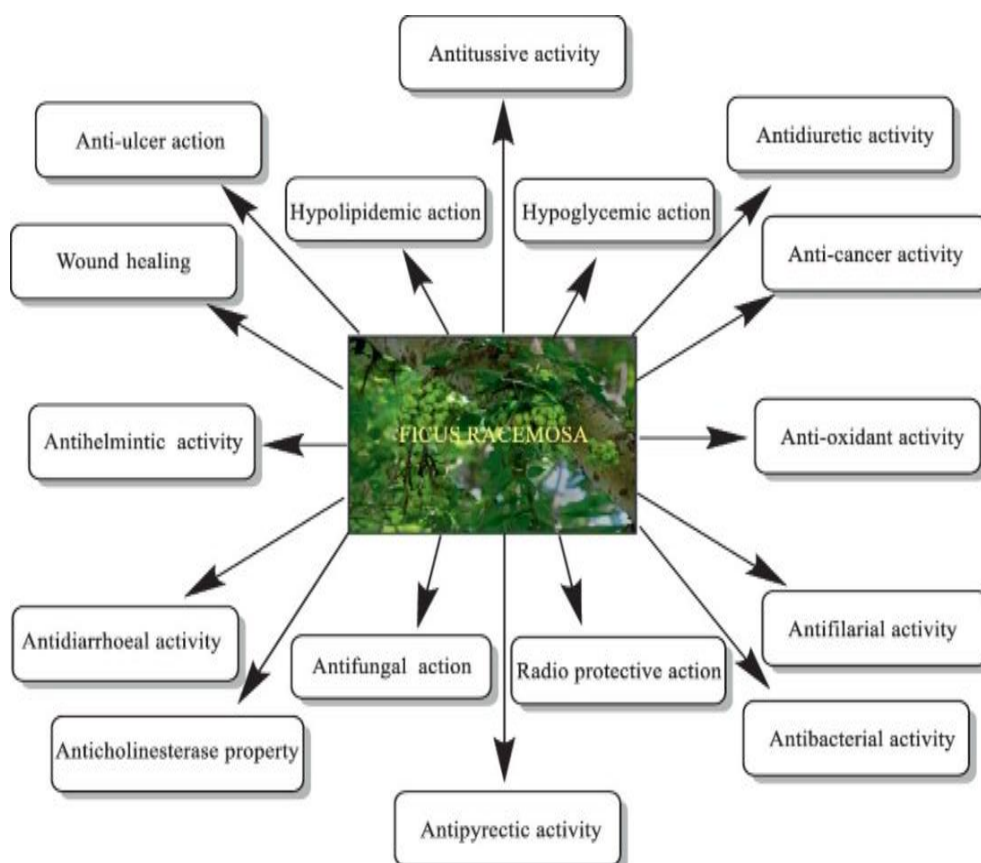 Antitussive activity
Anti-ulcer action
Antidiuretic activity
Hypolipidemic action
Hypoglycemic action
Wound healing
Anti-cancer activity
FICUS RACEMOSA
Antihelmintic activity
Anti-oxidant activity
Antidiarrhoeal activity
Antifilarial activity
Antifungal action
Radio protective action
Anticholinesterase property
Antibacterial activity
Antipyrectic activity